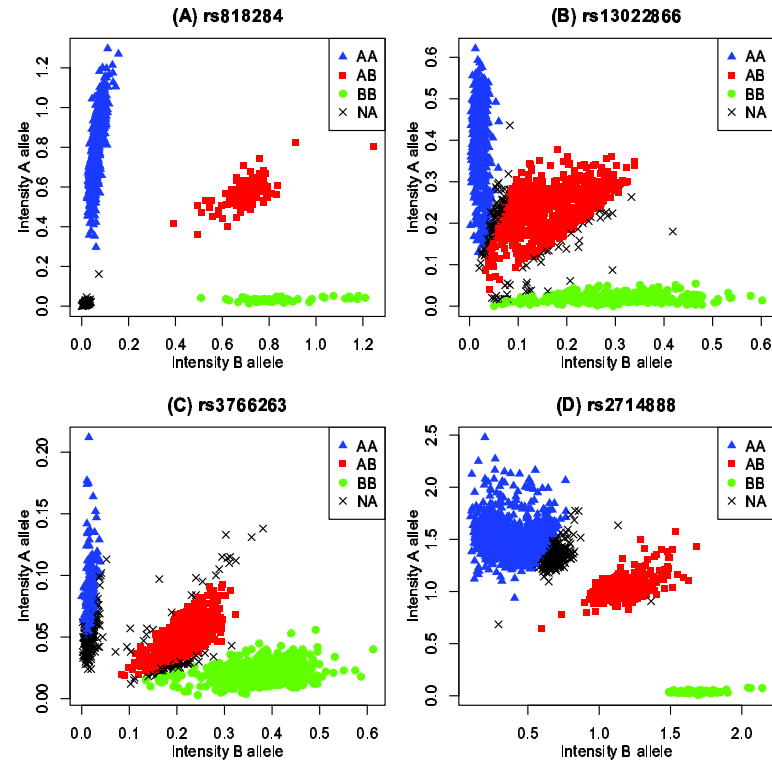 (A) rs818284
Intensity A allele
0.0 0.2 0.4 0.6 0.8 1.0 1.2
AA
AB
BB
NA
0.0 0.2 0.4 0.6 0.8 1.0 1.2
Intensity B allele
(B) rs13022866
Intensity A allele
0.0 0.1 0.2 0.3 0.4 0.5 0.6
AA
AB
BB
NA
0.0 0.1 0.2 0.3 0.4 0.5 0.6
Intensity B allele
(C) rs3766263
Intensity A allele
0.00 0.05 0.10 0.15 0.20
AA
AB
BB
NA
0.0 0.1 0.2 0.3 0.4 0.5 0.6
Intensity B allele
(D) rs2714888
Intensity A allele
0.0 0.5 1.0 1.5 2.0 2.5
AA
AB
BB
NA
0.5 1.0 1.5 2.0
Intensity B allele